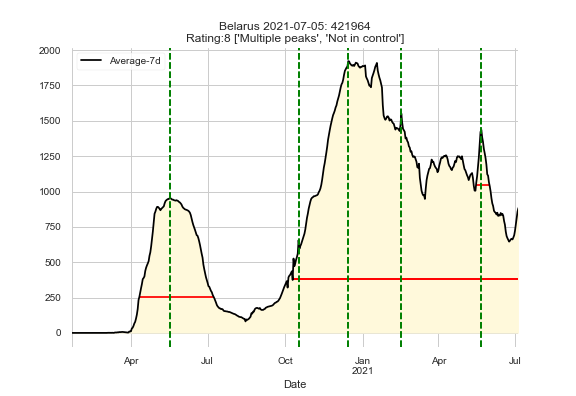 Belarus 2021-07-05: 421964
Rating:8 ['Multiple peaks', 'Not in control']
Average-7d
2000
1750
1500
1250
1000
750
500
250
0
Apr Jul Oct Jan Apr Jul
2021
Date